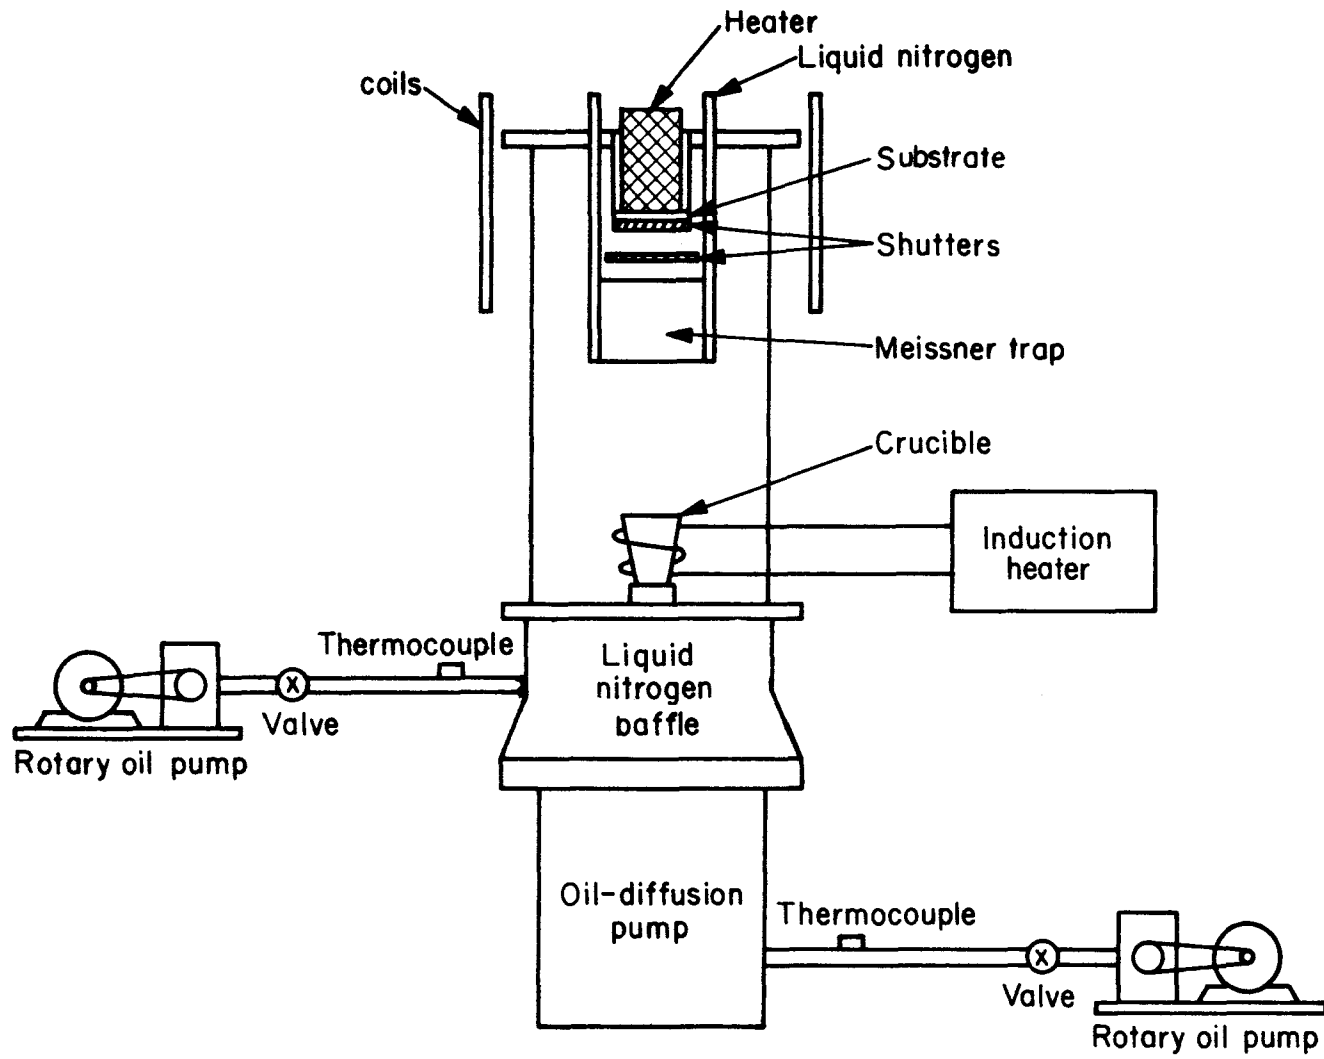 Heater
Liquid nitrogen
coils
Substrate
Shutters
Meissner trap
Crucible
Induction
heater
Thermocouple
Liquid
nitrogen
baffle
X
Valve
Rotary oil pump
Oil-diffusion
pump
Thermocouple
X
Valve
Rotary oil pump